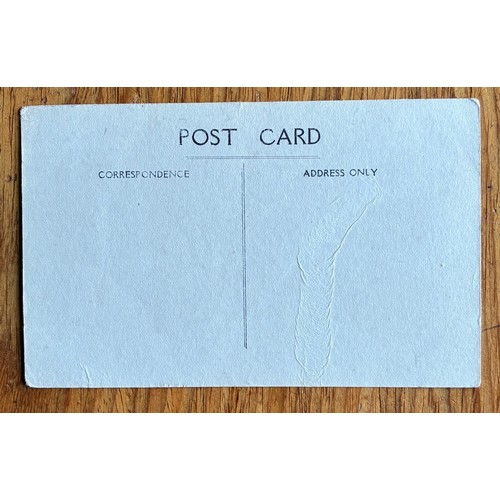 POST CARD
CORRESPONDENCE
ADDRESS ONLY